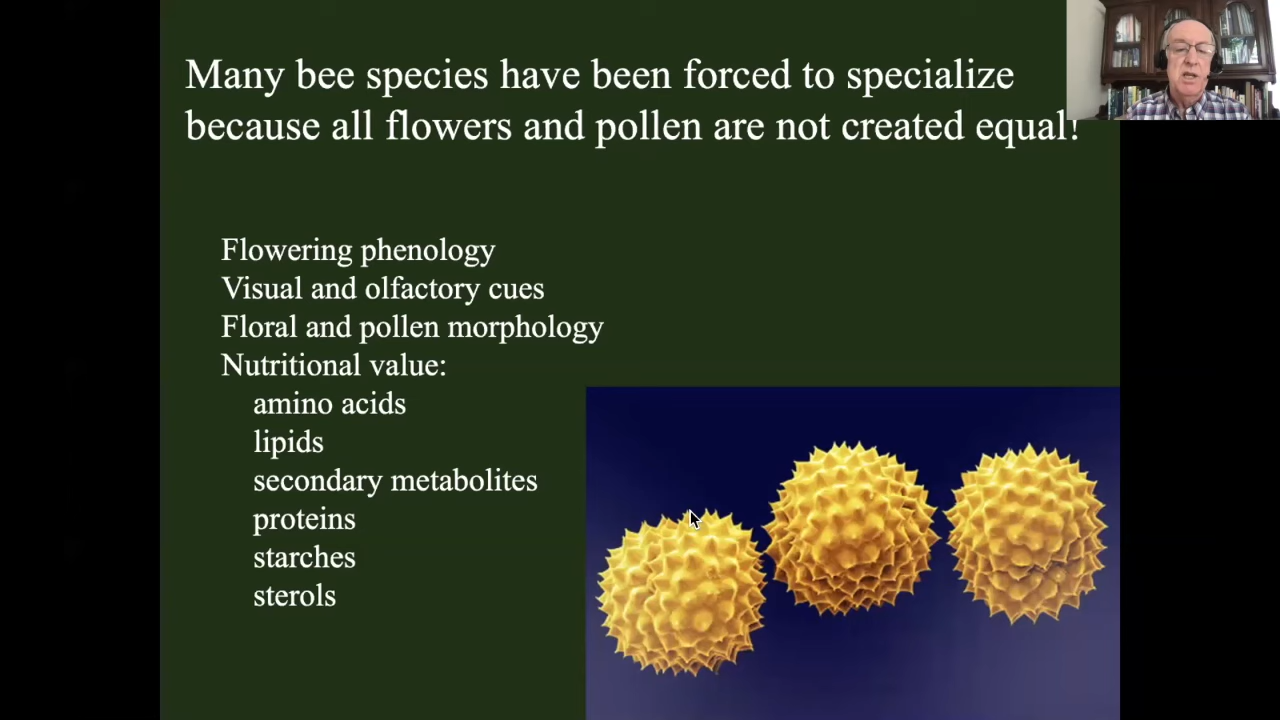 Many bee species have been forced to specialize
because all flowers and pollen are not created equal!
Flowering phenology
Visual and olfactory cues
Floral and pollen morphology
Nutritional value:
amino acids
lipids
secondary metabolites
proteins
starches
sterols